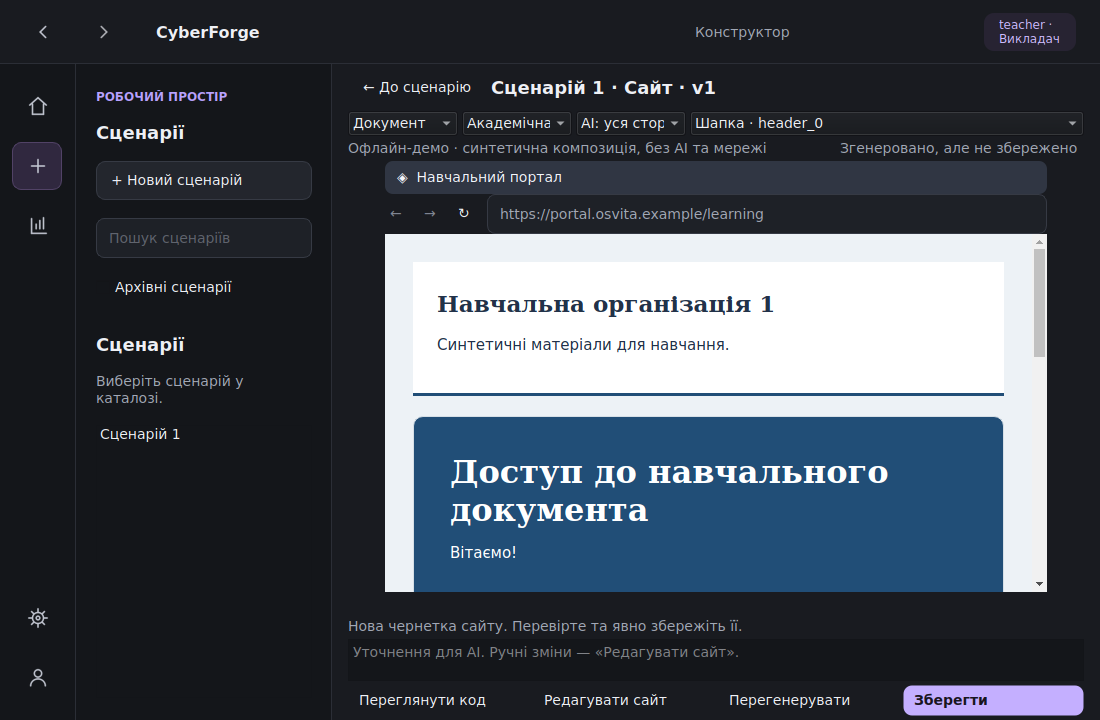 CyberForge
Конструктор
teacher ·
Викладач
РОБОЧИЙ ПРОСТІР
Сценарії
+ Новий сценарій
Пошук сценаріїв
Архівні сценарії
Сценарії
Виберіть сценарій у
каталозі.
Сценарій 1
← До сценарію
Сценарій 1 · Сайт · v1
Документ
Академічна
AI: уся стор
Шапка · header_0
Офлайн-демо · синтетична композиція, без AI та мережі
Згенеровано, але не збережено
◈ Навчальний портал
← → ↻ https://portal.osvita.example/learning
Навчальна організація 1
Синтетичні матеріали для навчання.
Доступ до навчального
документа
Вітаємо!
Нова чернетка сайту. Перевірте та явно збережіть її.
Уточнення для AI. Ручні зміни — «Редагувати сайт».
Переглянути код
Редагувати сайт
Перегенерувати
Зберегти